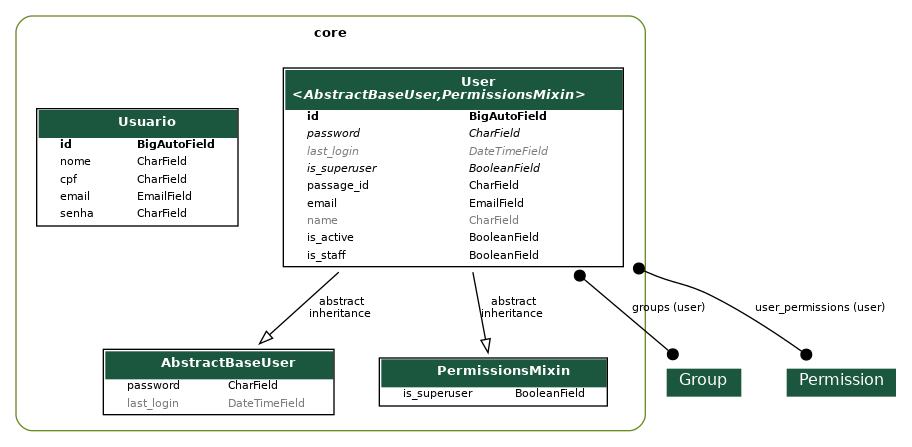 core
User
<AbstractBaseUser,PermissionsMixin>
id BigAutoField
password CharField
last_login DateTimeField
is_superuser BooleanField
passage_id CharField
email EmailField
name CharField
is_active BooleanField
is_staff BooleanField
Usuario
id BigAutoField
nome CharField
cpf CharField
email EmailField
senha CharField
abstract
inheritance
abstract
inheritance
groups (user)
user_permissions (user)
AbstractBaseUser
password CharField
last_login DateTimeField
PermissionsMixin
is_superuser BooleanField
Group
Permission